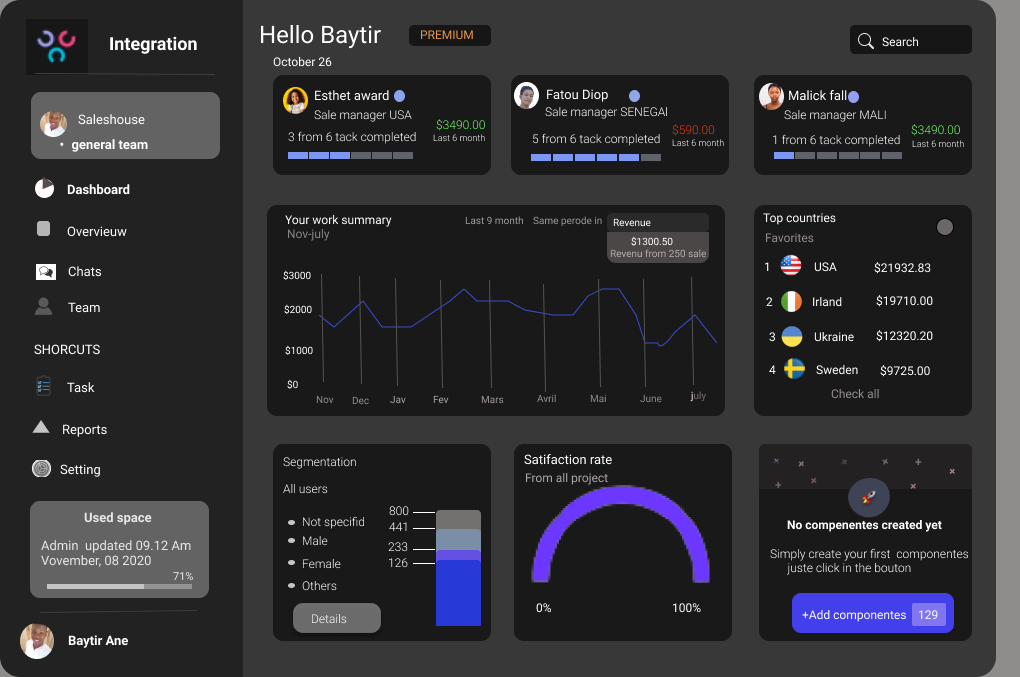 Integration
Saleshouse
• general team
Dashboard
Overvieuw
Chats
Team
SHORCUTS
Task
Reports
Setting
Used space
Admin updated 09.12 Am
Vovember, 08 2020
71%
Baytir Ane
Hello Baytir
PREMIUM
Search
October 26
Esthet award
Sale manager USA
3 from 6 tack completed
$3490.00
Last 6 month
Fatou Diop
Sale manager SENEGAl
5 from 6 tack completed
$590.00
Last 6 month
Malick fall
Sale manager MALI
1 from 6 tack completed
$3490.00
Last 6 month
Your work summary
Nov-july
Last 9 month
Same perode in
Revenue
$1300.50
Revenu from 250 sale
$3000
$2000
$1000
$0
Nov
Dec
Jav
Fev
Mars
Avril
Mai
June
july
Top countries
Favorites
1 USA $21932.83
2 Irland $19710.00
3 Ukraine $12320.20
4 Sweden $9725.00
Check all
Segmentation
All users
Not specifid
Male
Female
Others
800
441
233
126
Details
Satifaction rate
From all project
0%
100%
No compenentes created yet
Simply create your first componentes
juste click in the bouton
+Add componentes 129